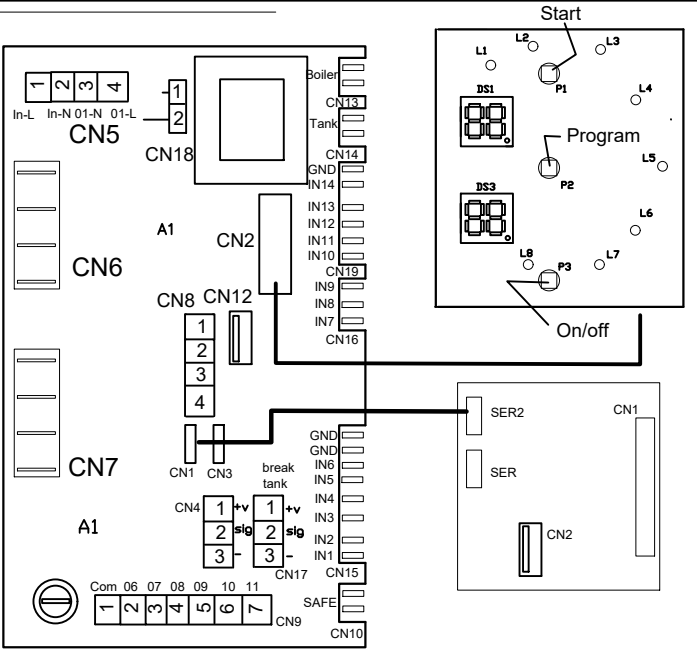 Start
L1
L2
L3
P1
DS1
L4
Program
P2
L5
DS3
L6
L8
P3
L7
On/off
1 2 3 4
In-L In-N 01-N 01-L
CN5
1
2
CN18
Boiler
CN13
Tank
CN14
GND
IN14
IN13
IN12
IN11
IN10
CN19
IN9
IN8
IN7
CN16
A1
CN2
CN6
CN8
CN12
1
2
3
4
CN7
CN1
CN3
GND
GND
IN6
IN5
IN4
IN3
IN2
IN1
CN15
SAFE
CN10
break
tank
CN4
1 +v
2 sig
3 -
1 +v
2 sig
3 -
CN17
A1
Com 06 07 08 09 10 11
1 2 3 4 5 6 7
CN9
SER2
CN1
SER
CN2